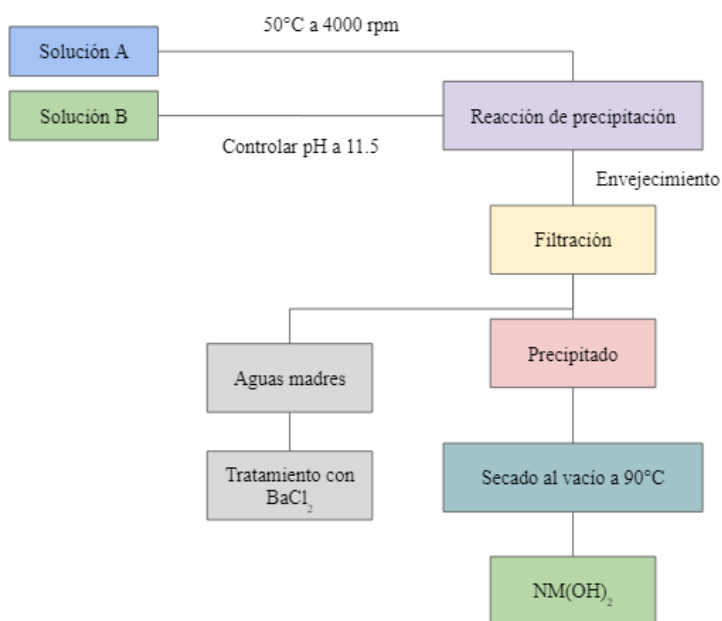 50°C a 4000 rpm
Solución A
Solución B
Reacción de precipitación
Controlar pH a 11.5
Envejecimiento
Filtración
Precipitado
Aguas madres
Tratamiento con
BaCl₂
Secado al vacío a 90°C
NM(OH)₂